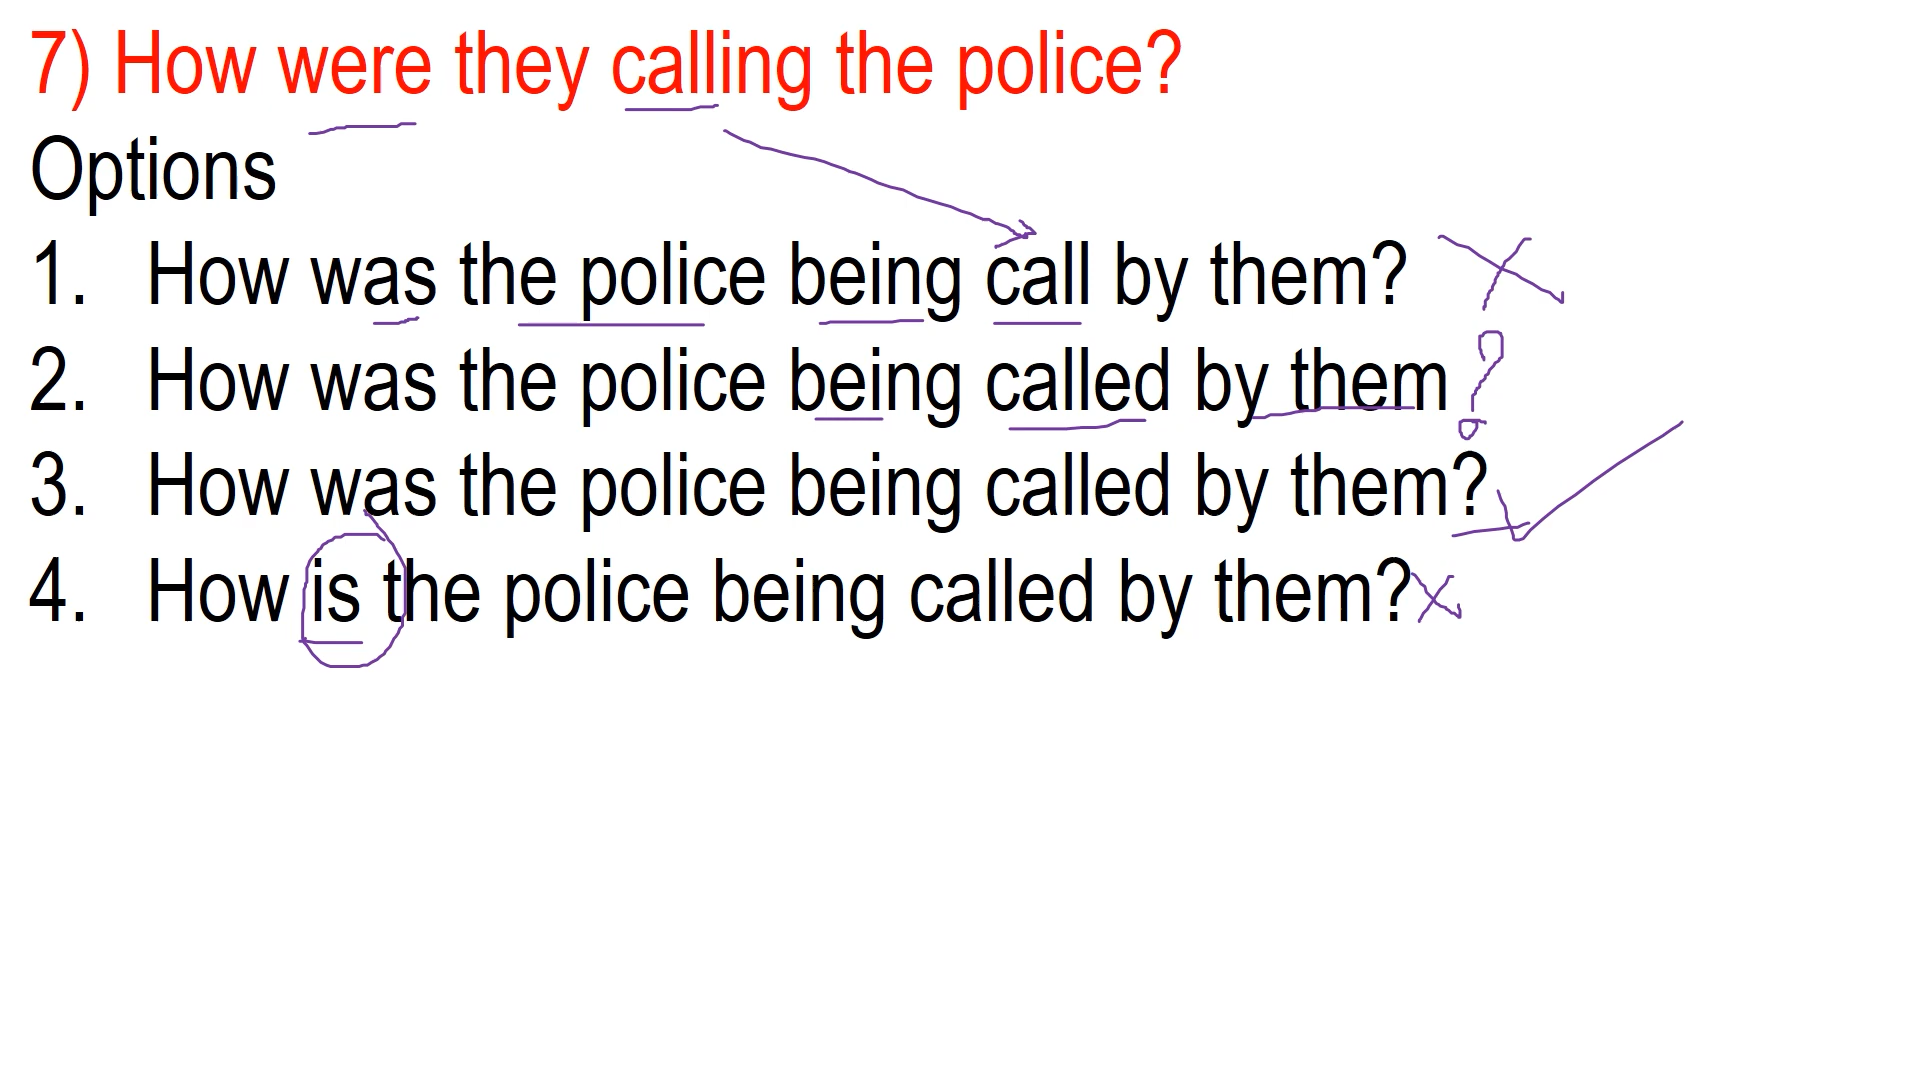 7) How were they calling the police?
Options
1. How was the police being call by them?
2. How was the police being called by them ?
3. How was the police being called by them?
4. How is the police being called by them?